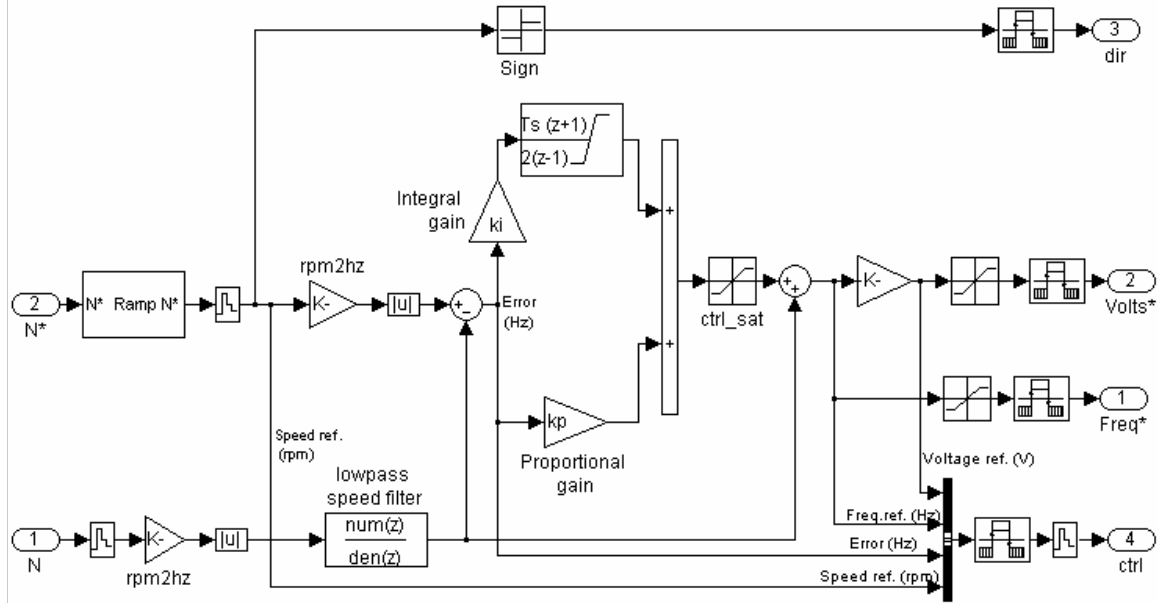 3
dir
Sign
Ts (z+1)
2(z-1)
Integral
gain
ki
+
rpm2hz
2
N*
N* Ramp N*
K-
|u|
+
−
Error
(Hz)
ctrl_sat
+
+
K-
2
Volts*
+
1
Freq*
kp
Proportional
gain
Speed ref.
(rpm)
Voltage ref. (V)
lowpass
speed filter
num(z)
den(z)
1
N
K-
rpm2hz
|u|
Freq.ref. (Hz)
Error (Hz)
Speed ref. (rpm)
4
ctrl